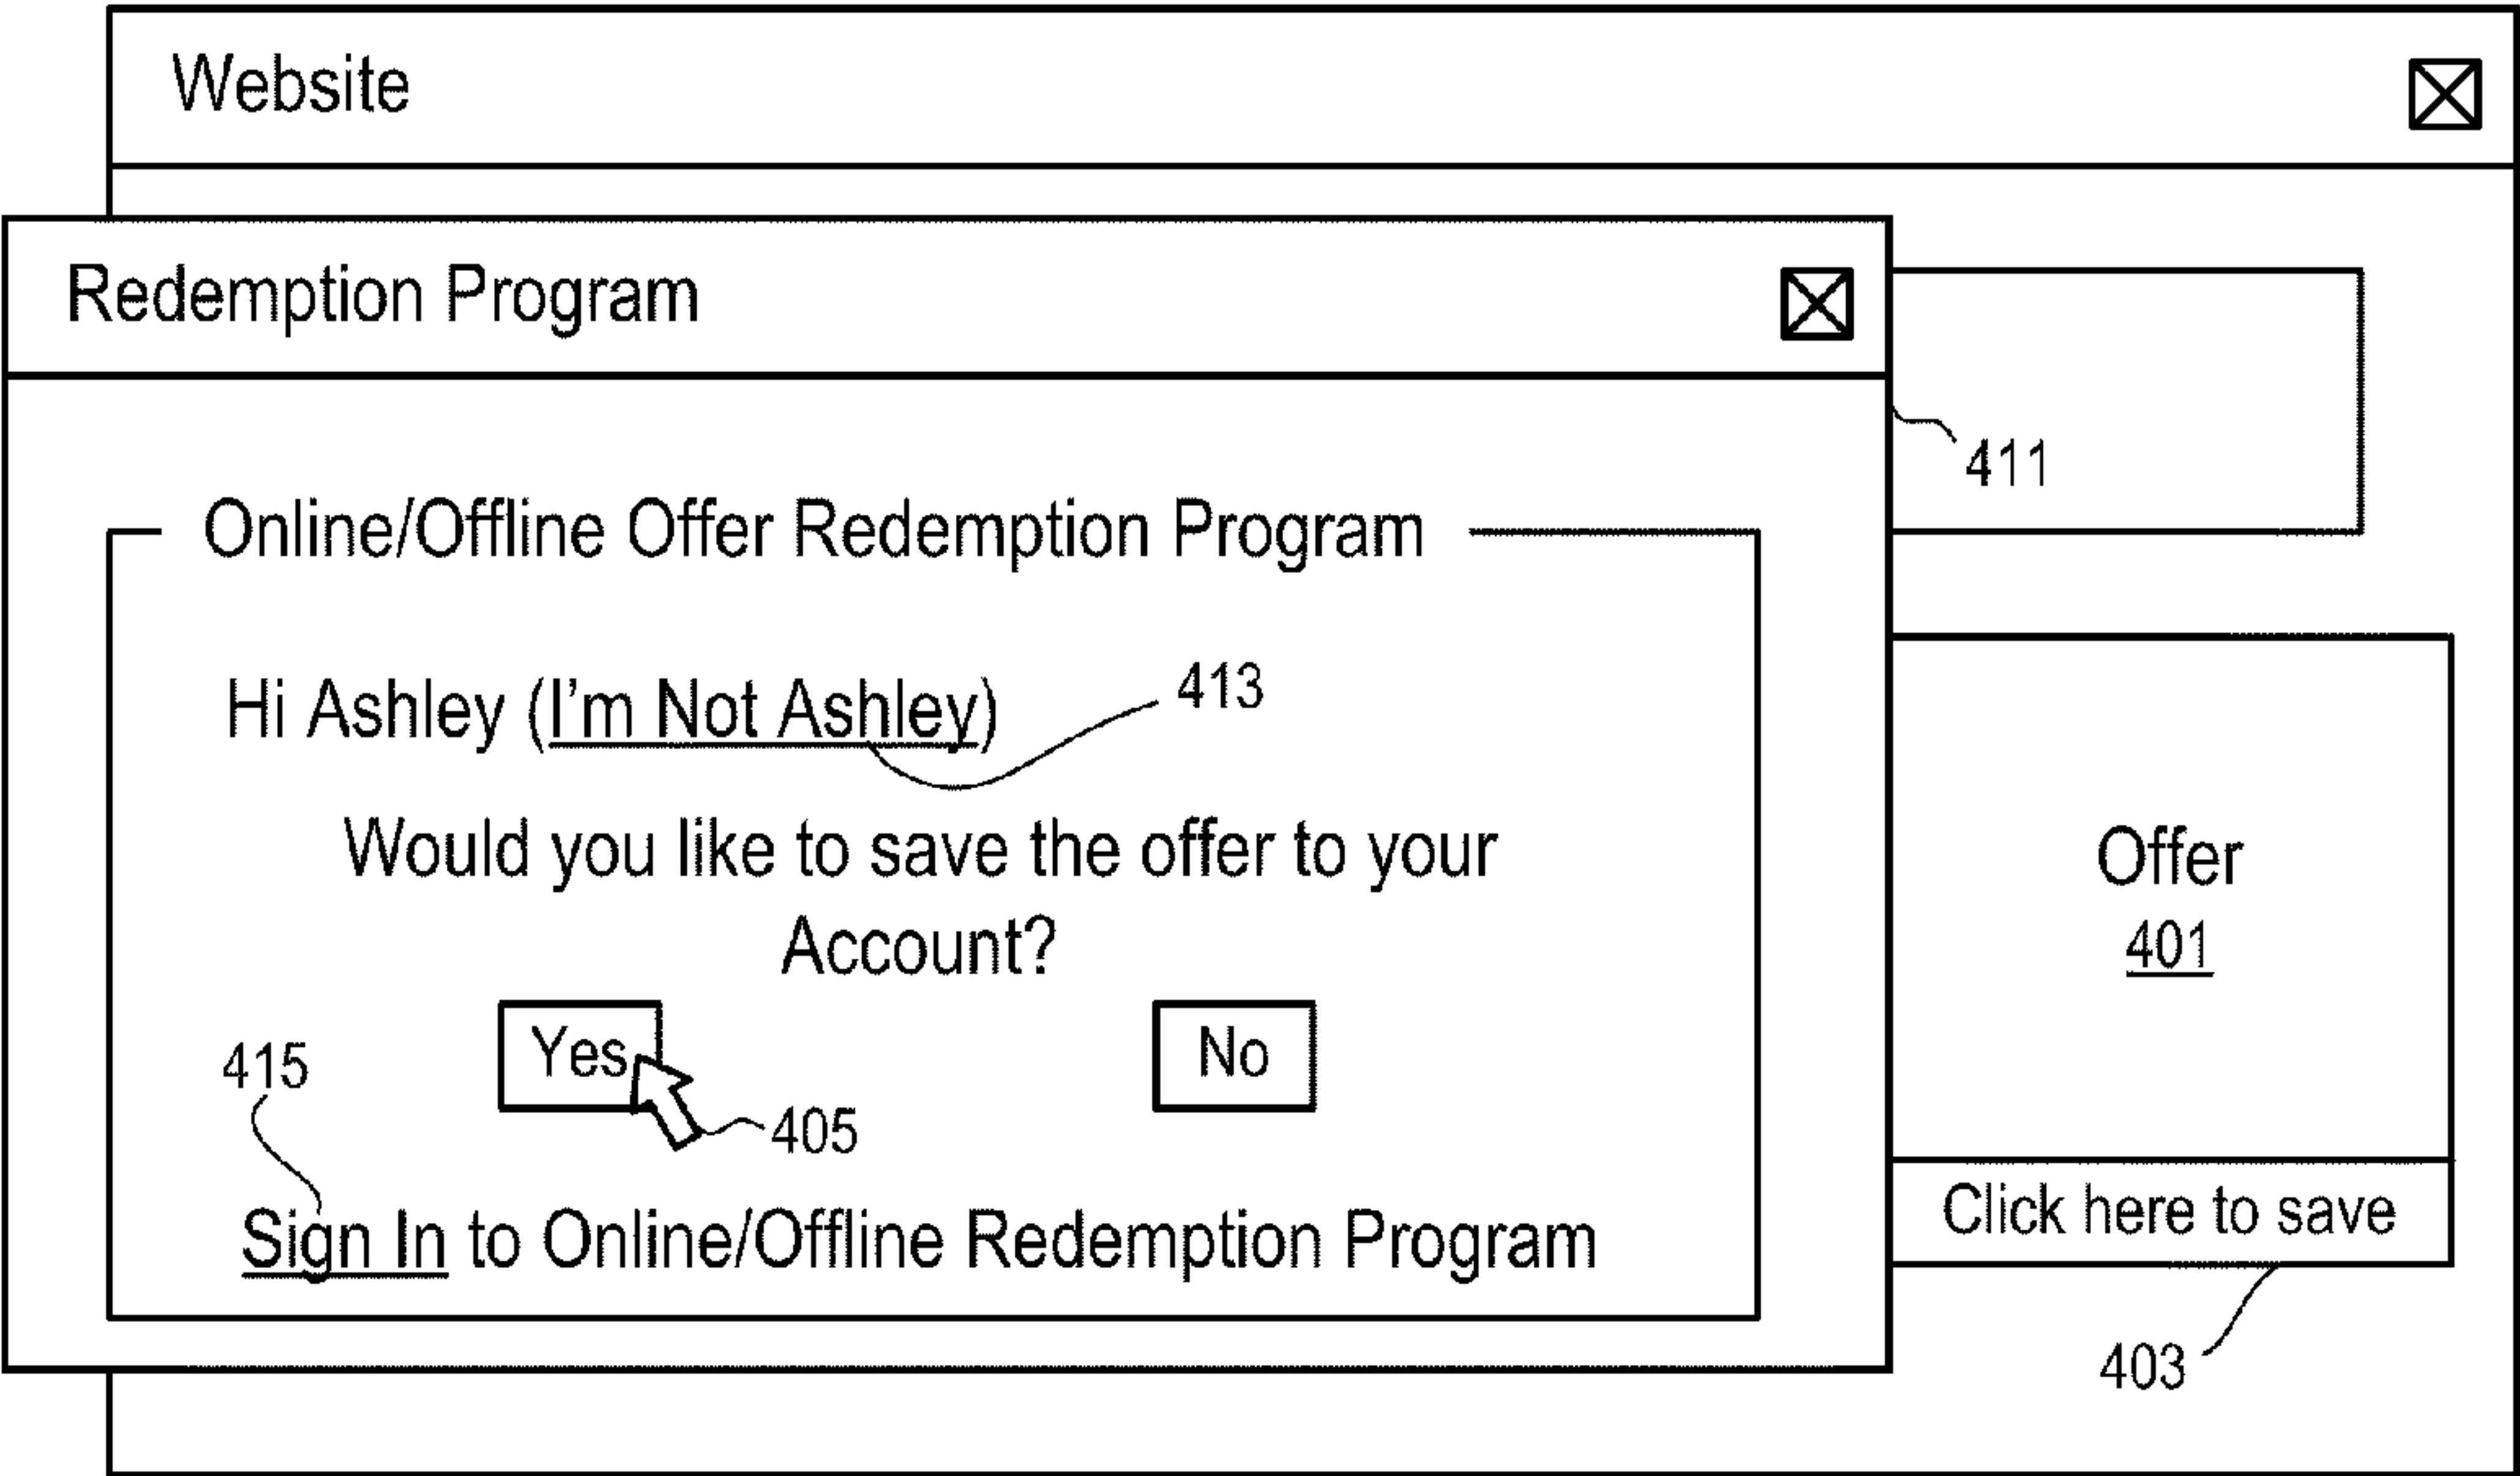 Website
Redemption Program
411
Online/Offline Offer Redemption Program
Hi Ashley (I'm Not Ashley)
413
Would you like to save the offer to your
Account?
Offer
401
Yes
No
415
405
Sign In to Online/Offline Redemption Program
Click here to save
403